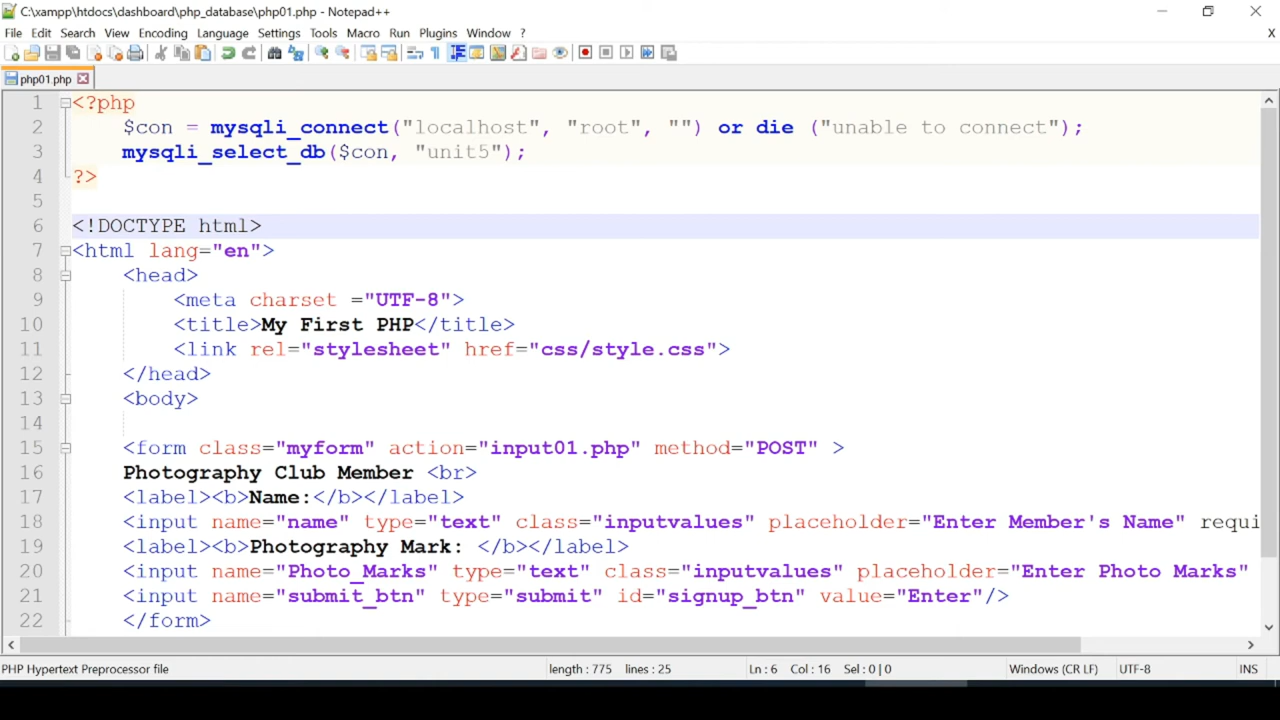 C:\xampp\htdocs\dashboard\php_database\php01.php - Notepad++
File Edit Search View Encoding Language Settings Tools Macro Run Plugins Window ? X
php01.php
1 <?php
2 $con = mysqli_connect("localhost", "root", "") or die ("unable to connect");
3 mysqli_select_db($con, "unit5");
4 ?>
5
6 <!DOCTYPE html>
7 <html lang="en">
8 <head>
9 <meta charset ="UTF-8">
10 <title>My First PHP</title>
11 <link rel="stylesheet" href="css/style.css">
12 </head>
13 <body>
14
15 <form class="myform" action="input01.php" method="POST" >
16 Photography Club Member <br>
17 <label><b>Name:</b></label>
18 <input name="name" type="text" class="inputvalues" placeholder="Enter Member's Name" requi
19 <label><b>Photography Mark: </b></label>
20 <input name="Photo_Marks" type="text" class="inputvalues" placeholder="Enter Photo Marks"
21 <input name="submit_btn" type="submit" id="signup_btn" value="Enter"/>
22 </form>
PHP Hypertext Preprocessor file length : 775 lines : 25 Ln : 6 Col : 16 Sel : 0 | 0 Windows (CR LF) UTF-8 INS